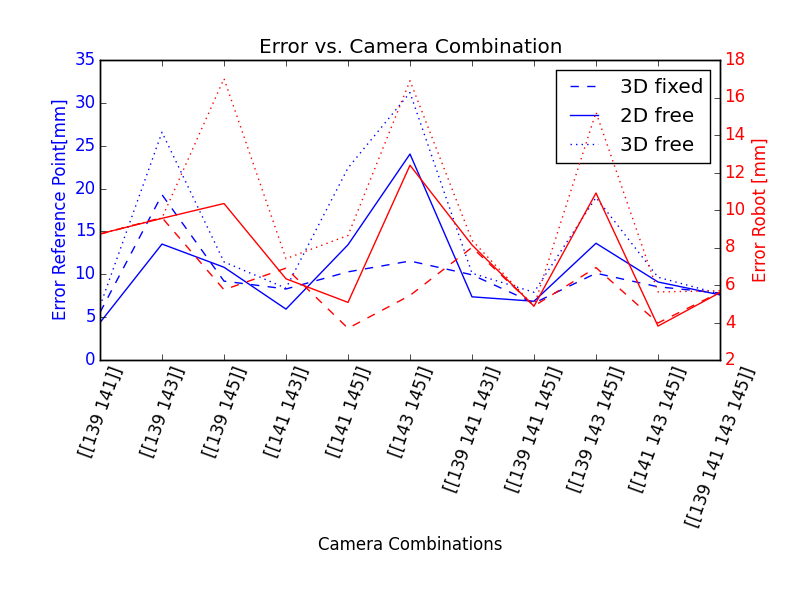 Error vs. Camera Combination
35
30
25
20
15
10
5
0
Error Reference Point[mm]
18
16
14
12
10
8
6
4
2
Error Robot [mm]
3D fixed
2D free
3D free
[[139 141]]
[[139 143]]
[[139 145]]
[[141 143]]
[[141 145]]
[[143 145]]
[[139 141 143]]
[[139 141 145]]
[[139 143 145]]
[[141 143 145]]
[[139 141 143 145]]
Camera Combinations